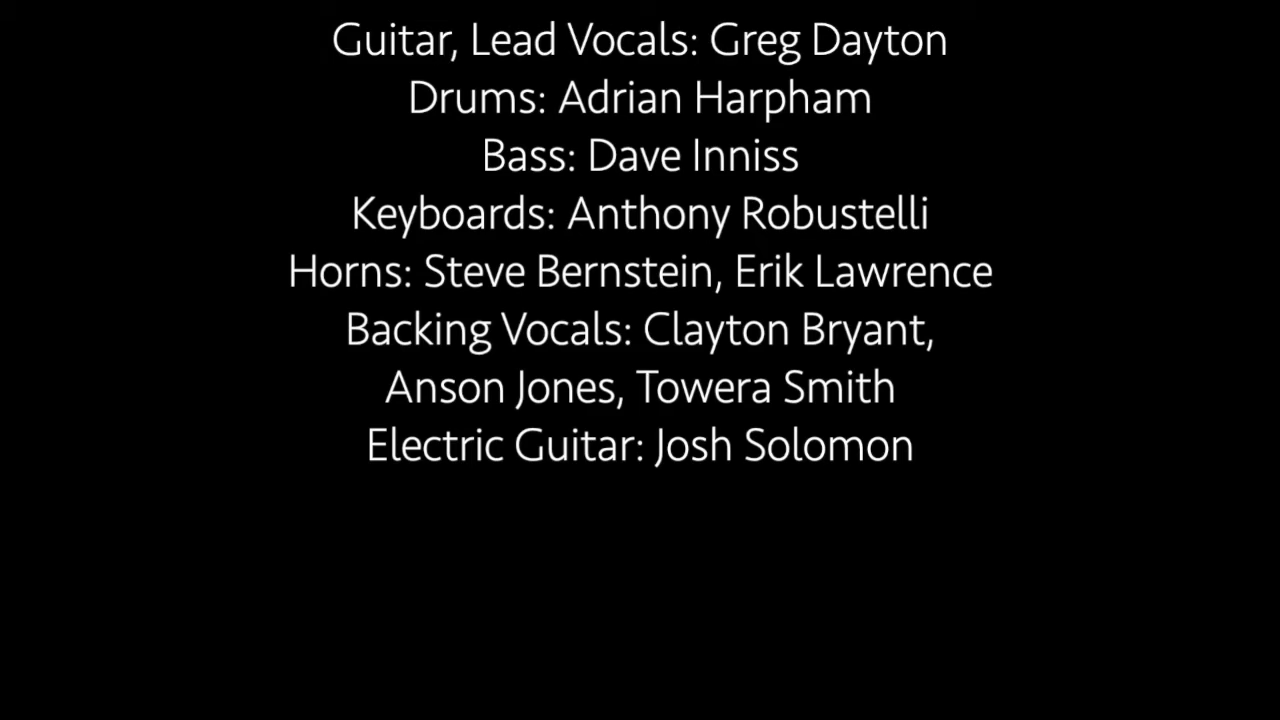 Guitar, Lead Vocals: Greg Dayton
Drums: Adrian Harpham
Bass: Dave Inniss
Keyboards: Anthony Robustelli
Horns: Steve Bernstein, Erik Lawrence
Backing Vocals: Clayton Bryant,
Anson Jones, Towera Smith
Electric Guitar: Josh Solomon